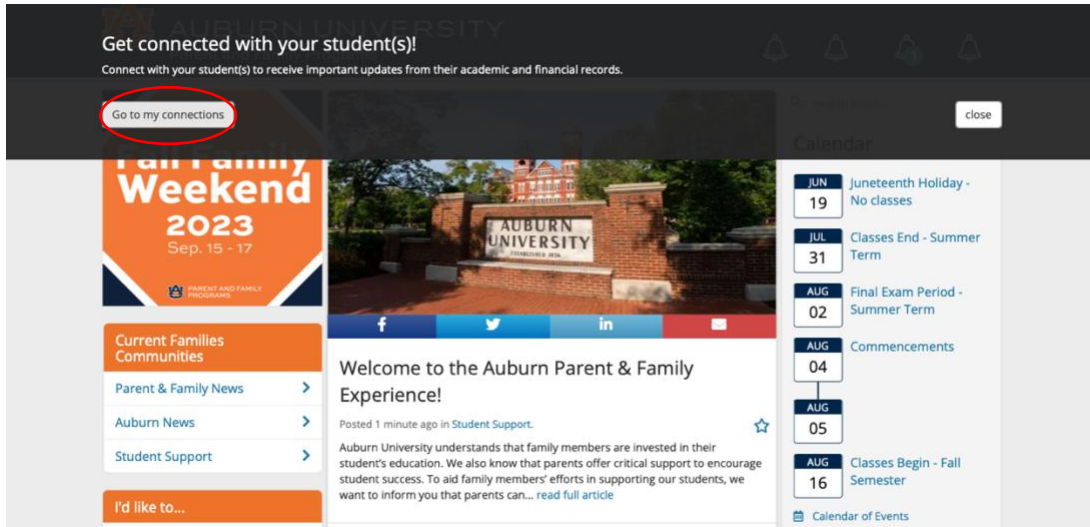 AUBURN UNIVERSITY
Get connected with your student(s)!
Connect with your student(s) to receive important updates from their academic and financial records.
Go to my connections
close
Fall Family
Weekend
2023
Sep. 15 - 17
PARENT AND FAMILY
PROGRAMS
Current Families
Communities
Parent & Family News
Auburn News
Student Support
I'd like to...
AUBURN
UNIVERSITY
ESTABLISHED 1856
f
in
Welcome to the Auburn Parent & Family
Experience!
Posted 1 minute ago in Student Support.
Auburn University understands that family members are invested in their
student's education. We also know that parents offer critical support to encourage
student success. To aid family members' efforts in supporting our students, we
want to inform you that parents can... read full article
Calendar
JUN
19
Juneteenth Holiday -
No classes
JUL
31
Classes End - Summer
Term
AUG
02
Final Exam Period -
Summer Term
AUG
04
Commencements
AUG
05
AUG
16
Classes Begin - Fall
Semester
Calendar of Events